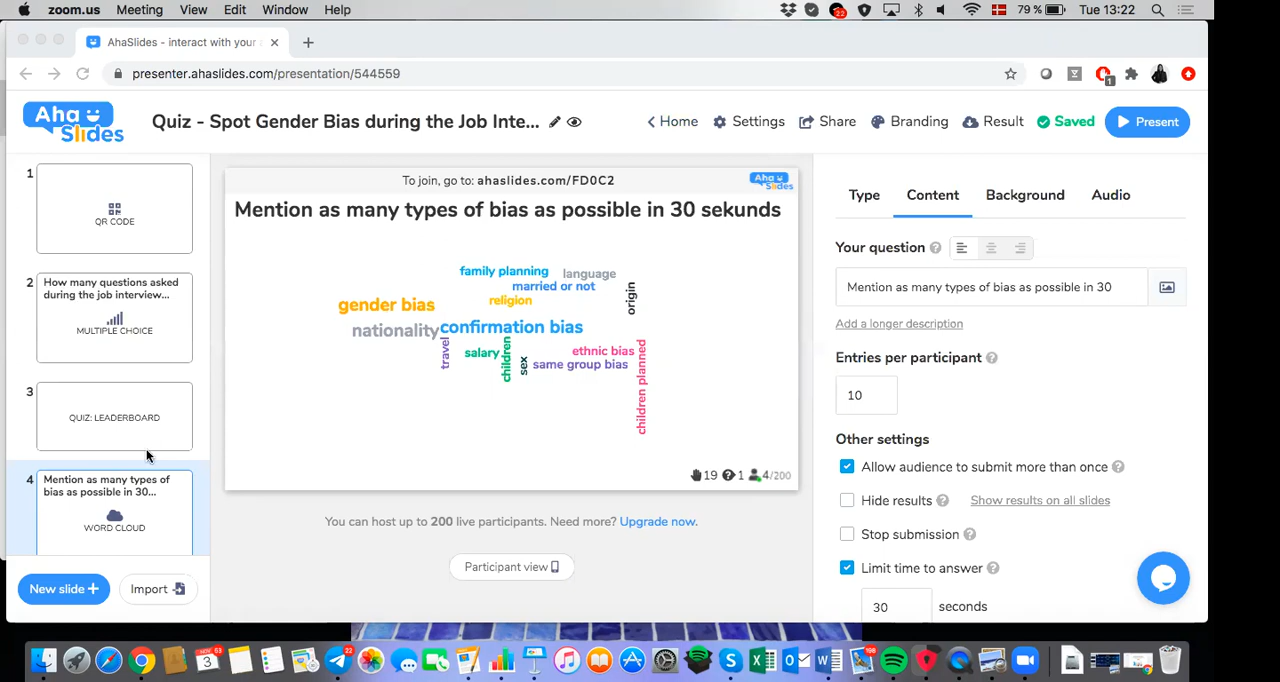 zoom.us Meeting View Edit Window Help 22 79 % Tue 13:22
AhaSlides - interact with your
presenter.ahaslides.com/presentation/544559 1
Aha Slides
Quiz - Spot Gender Bias during the Job Inte...
Home Settings Share Branding Result Saved Present
1
QR CODE
2
How many questions asked
during the job interview...
MULTIPLE CHOICE
3
QUIZ: LEADERBOARD
4
Mention as many types of
bias as possible in 30...
WORD CLOUD
New slide + Import
To join, go to: ahaslides.com/FD0C2
Aha Slides
Mention as many types of bias as possible in 30 sekunds
family planning
language
married or not
origin
religion
gender bias
nationality
confirmation bias
travel
salary
children
sex
ethnic bias
same group bias
children planned
19 1 4/200
You can host up to 200 live participants. Need more? Upgrade now.
Participant view
Type Content Background Audio
Your question
Mention as many types of bias as possible in 30
Add a longer description
Entries per participant
10
Other settings
Allow audience to submit more than once
Hide results Show results on all slides
Stop submission
Limit time to answer
30 seconds